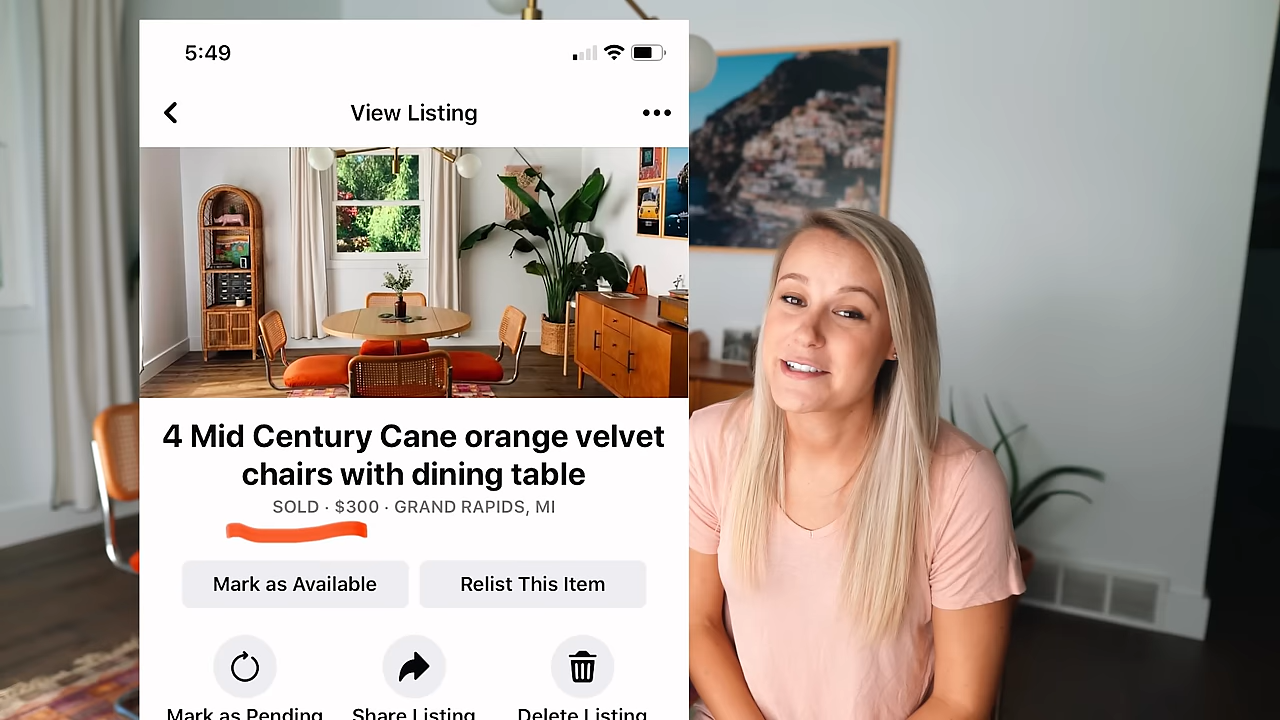 5:49
View Listing
4 Mid Century Cane orange velvet
chairs with dining table
SOLD · $300 · GRAND RAPIDS, MI
Mark as Available
Relist This Item
Mark as Pending
Share Listing
Delete Listing